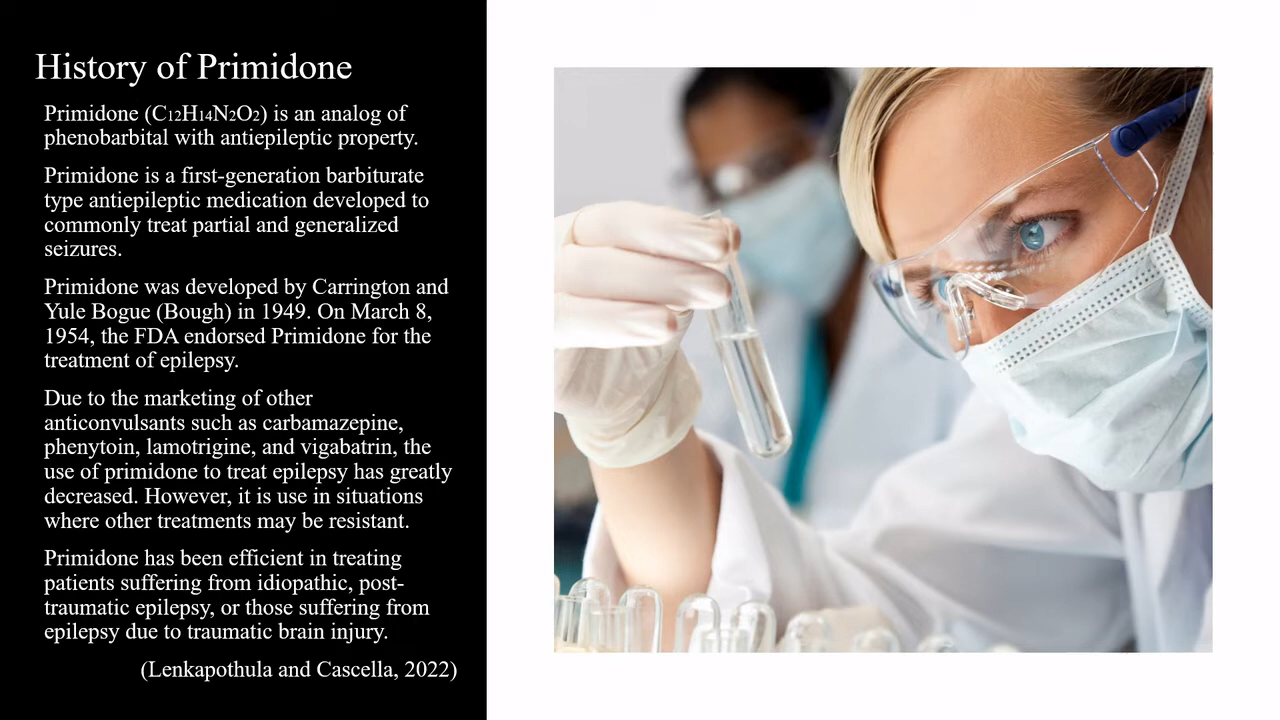 History of Primidone
Primidone (C12H14N2O2) is an analog of
phenobarbital with antiepileptic property.
Primidone is a first-generation barbiturate
type antiepileptic medication developed to
commonly treat partial and generalized
seizures.
Primidone was developed by Carrington and
Yule Bogue (Bough) in 1949. On March 8,
1954, the FDA endorsed Primidone for the
treatment of epilepsy.
Due to the marketing of other
anticonvulsants such as carbamazepine,
phenytoin, lamotrigine, and vigabatrin, the
use of primidone to treat epilepsy has greatly
decreased. However, it is use in situations
where other treatments may be resistant.
Primidone has been efficient in treating
patients suffering from idiopathic, post-
traumatic epilepsy, or those suffering from
epilepsy due to traumatic brain injury.
(Lenkapothula and Cascella, 2022)